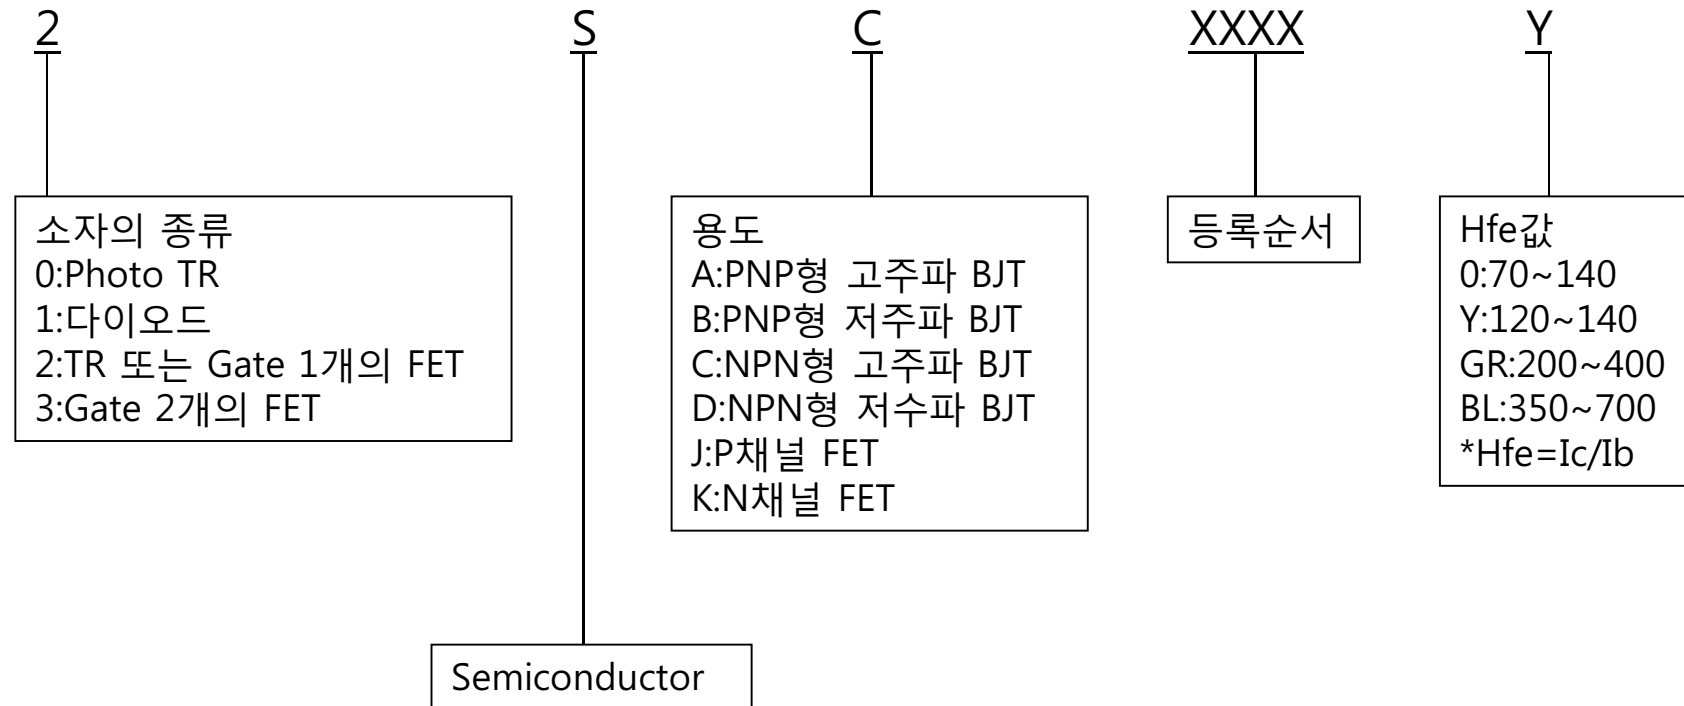 2 S C XXXX Y
소자의 종류
0:Photo TR
1:다이오드
2:TR 또는 Gate 1개의 FET
3:Gate 2개의 FET
용도
A:PNP형 고주파 BJT
B:PNP형 저주파 BJT
C:NPN형 고주파 BJT
D:NPN형 저수파 BJT
J:P채널 FET
K:N채널 FET
등록순서
Hfe값
0:70~140
Y:120~140
GR:200~400
BL:350~700
*Hfe=Ic/Ib
Semiconductor